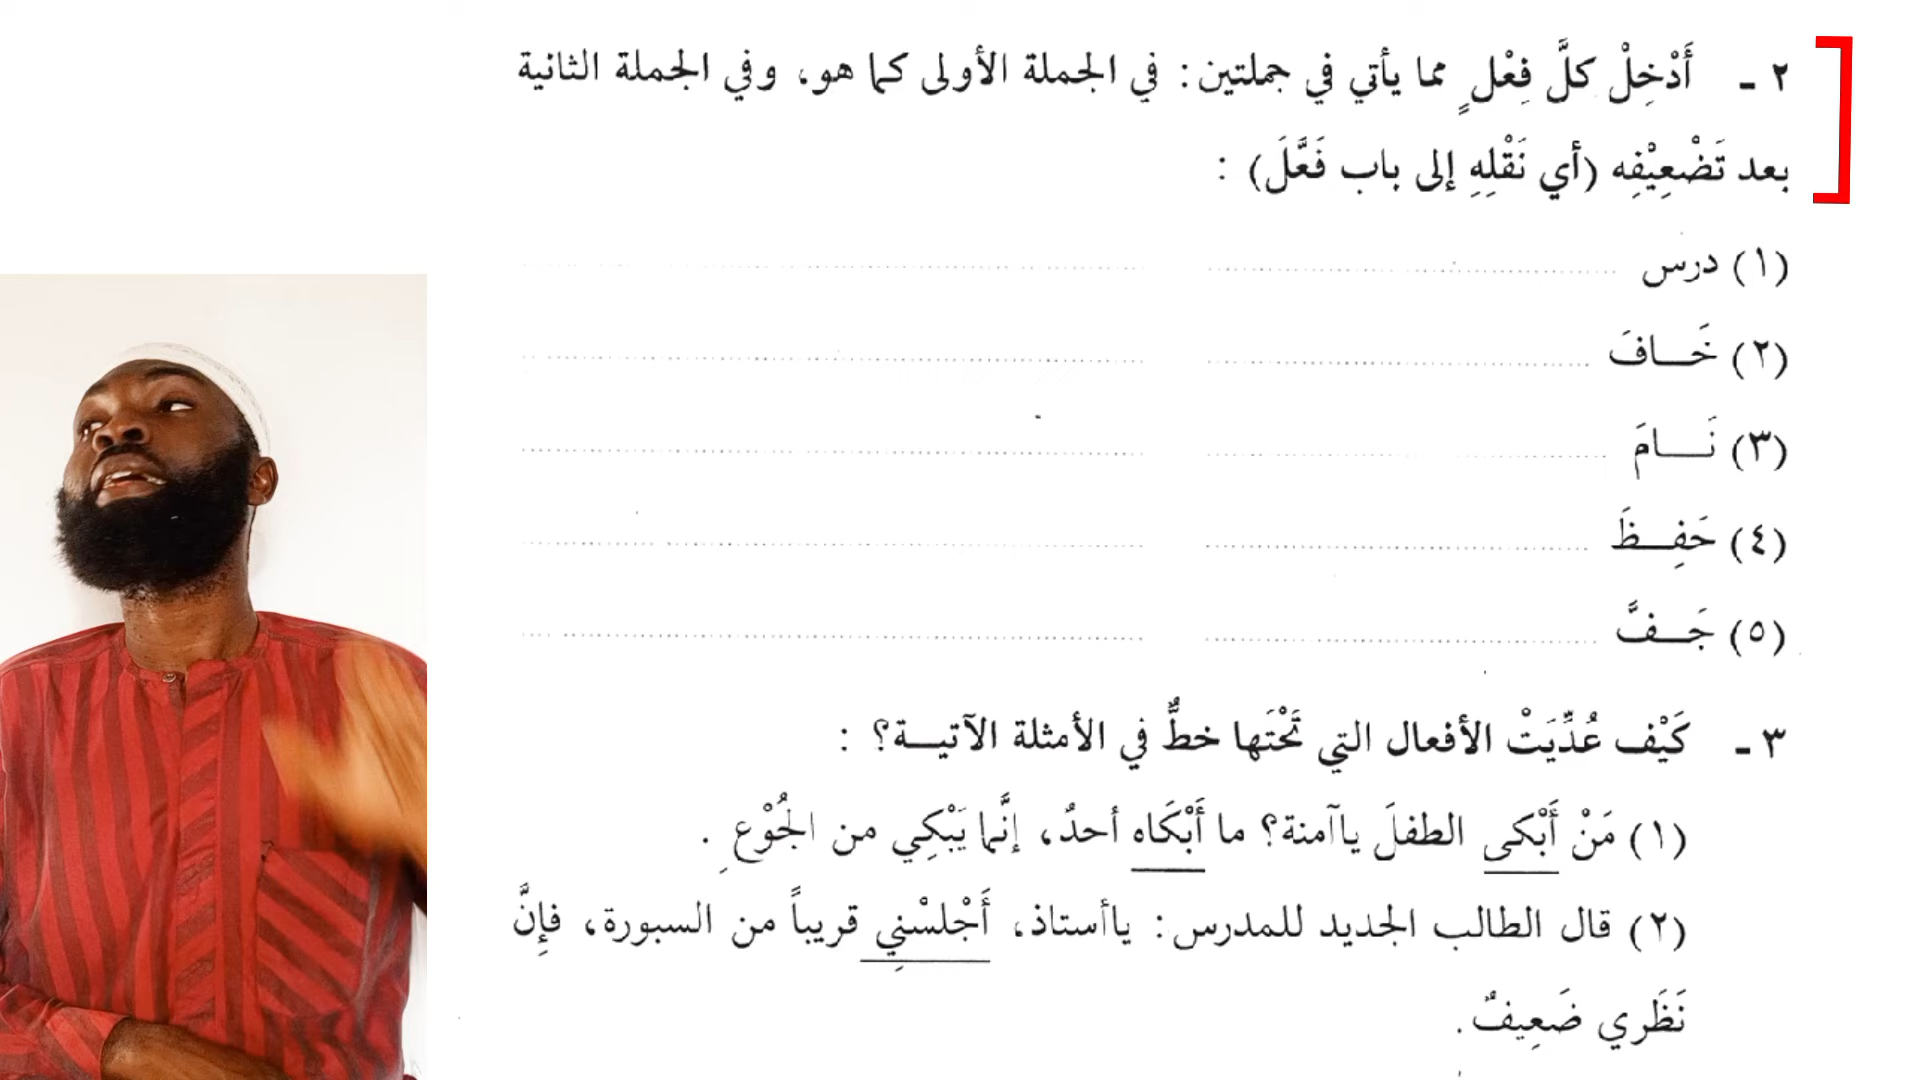 ٢ ـ أَدْخِلْ كلَّ فِعْلٍ مما يأتي في جملتين: في الجملة الأولى كما هو، وفي الجملة الثانية
بعد تَضْعِيْفِه (أي نَقْلِهِ إلى باب فَعَّلَ) :
(١) درس
(٢) خَـافَ
(٣) نَـامَ
(٤) حَفِـظَ
(٥) جَـفَّ
٣ ـ كَيْف عُدِّيَتْ الأفعال التي تَحْتَها خطٌّ في الأمثلة الآتيـة؟ :
(١) مَنْ أَبْكى الطفلَ ياآمنة؟ ما أَبْكَاه أحدٌ، إنَّما يَبْكِي من الجُوْعِ .
(٢) قال الطالب الجديد للمدرس: ياأستاذ، أَجْلسْنِي قريباً من السبورة، فإِنَّ
نَظَري ضَعِيفٌ.